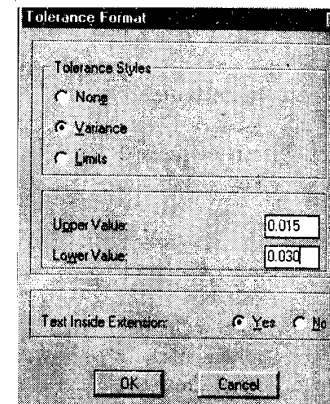 Tolerance Format
Tolerance Styles
None
Variance
Limits
Upper Value: 0.015
Lower Value: 0.030
Text Inside Extension: Yes No
OK Cancel